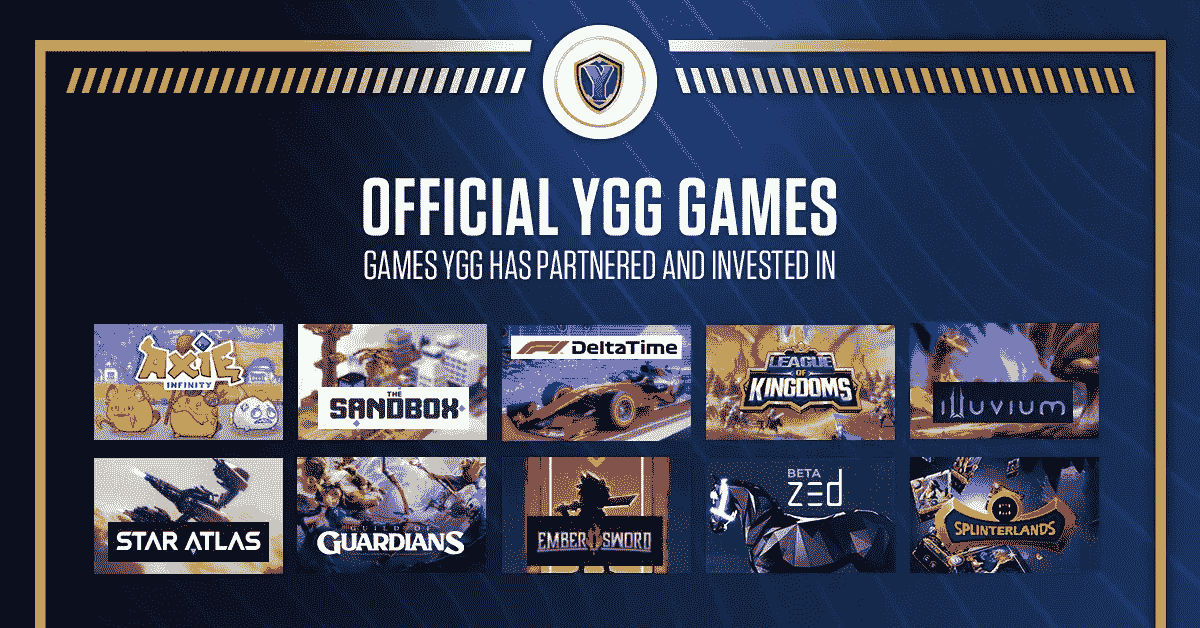 Y
OFFICIAL YGG GAMES
GAMES YGG HAS PARTNERED AND INVESTED IN
AXIE
INFINITY
THE
SANDBOX
F1 DeltaTime
LEAGUE
OF
KINGDOMS
illuvium
STAR ATLAS
GUILD OF
GUARDIANS
EMBER SWORD
BETA
zed
SPLINTERLANDS